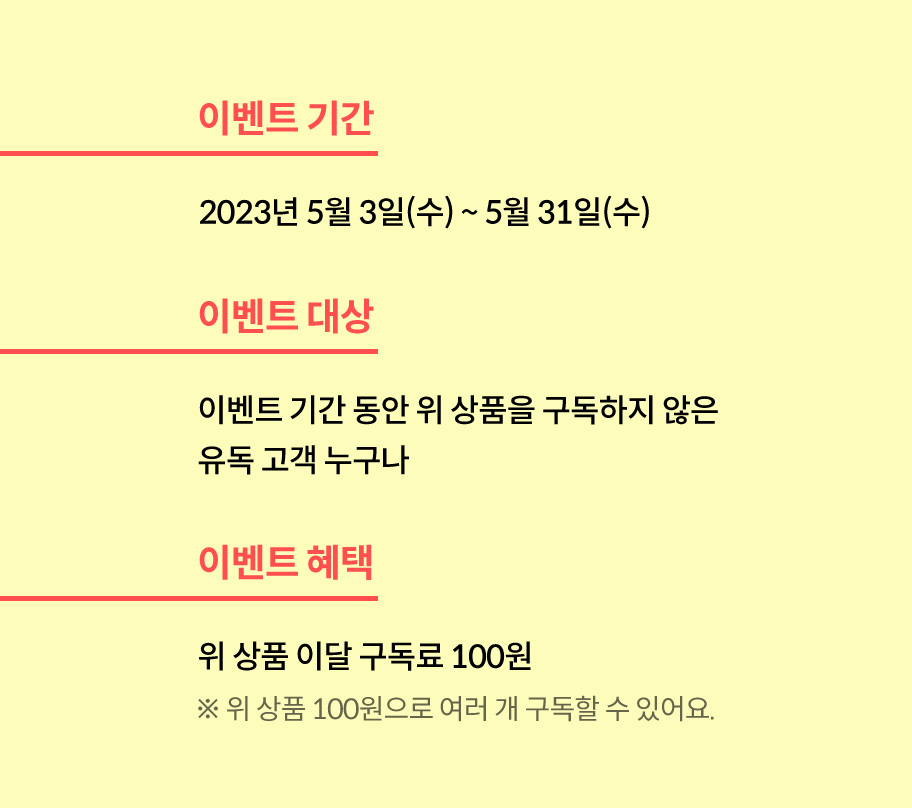 이벤트 기간
2023년 5월 3일(수) ~ 5월 31일(수)
이벤트 대상
이벤트 기간 동안 위 상품을 구독하지 않은
유독 고객 누구나
이벤트 혜택
위 상품 이달 구독료 100원
※ 위 상품 100원으로 여러 개 구독할 수 있어요.